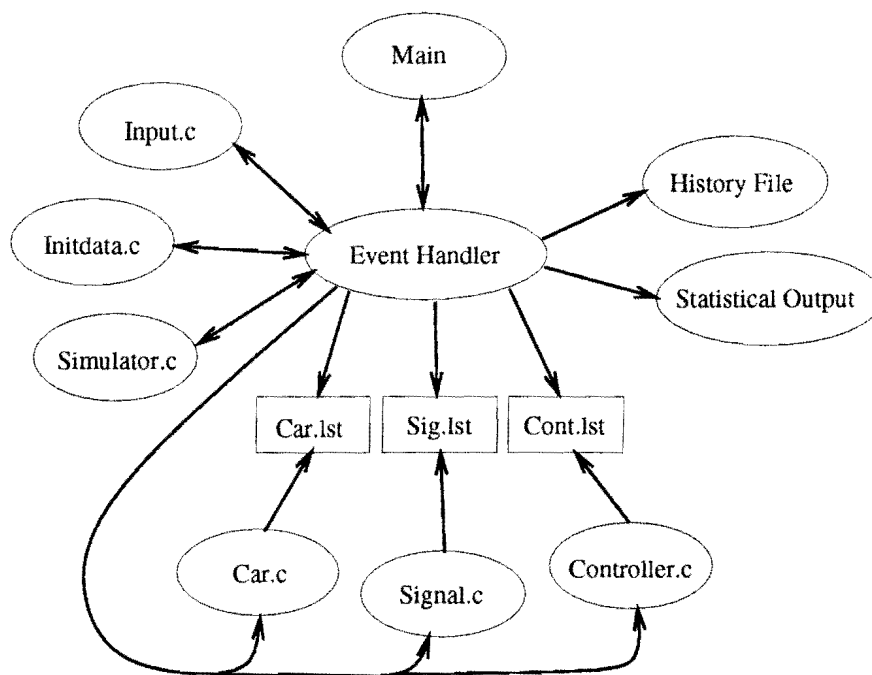 Main
Input.c
History File
Initdata.c
Event Handler
Statistical Output
Simulator.c
Car.lst
Sig.lst
Cont.lst
Car.c
Signal.c
Controller.c